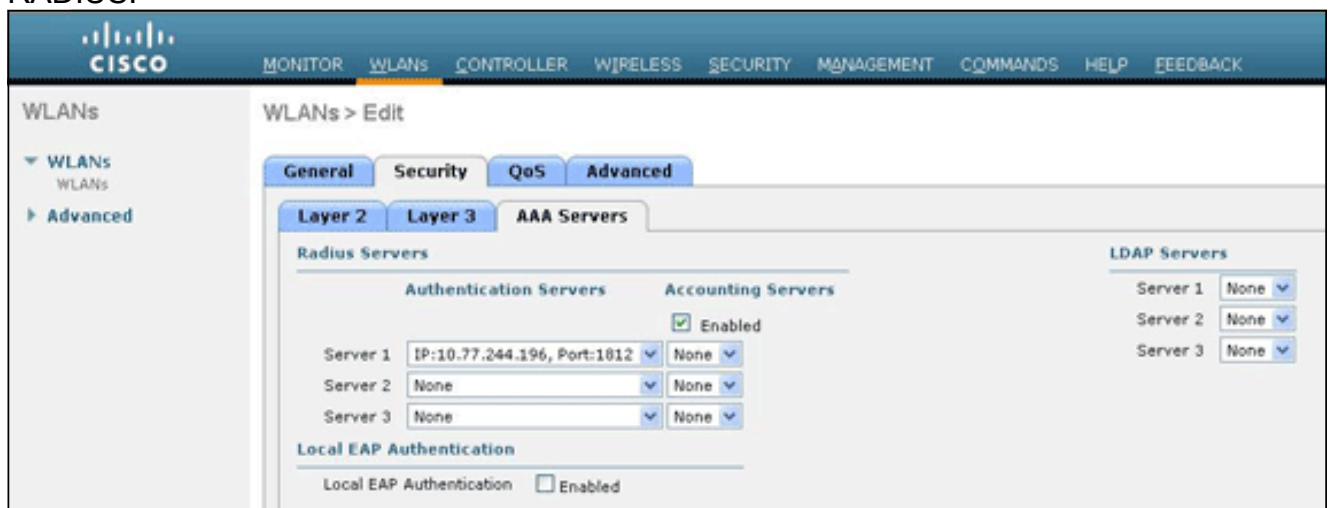 CISCO
MONITOR WLANs CONTROLLER WIRELESS SECURITY MANAGEMENT COMMANDS HELP FEEDBACK
WLANs
WLANs > Edit
WLANs
WLANs
Advanced
General Security QoS Advanced
Layer 2 Layer 3 AAA Servers
Radius Servers
LDAP Servers
Authentication Servers Accounting Servers
Enabled
Server 1 IP:10.77.244.196, Port:1812 None
Server 2 None None
Server 3 None None
Server 1 None
Server 2 None
Server 3 None
Local EAP Authentication
Local EAP Authentication Enabled